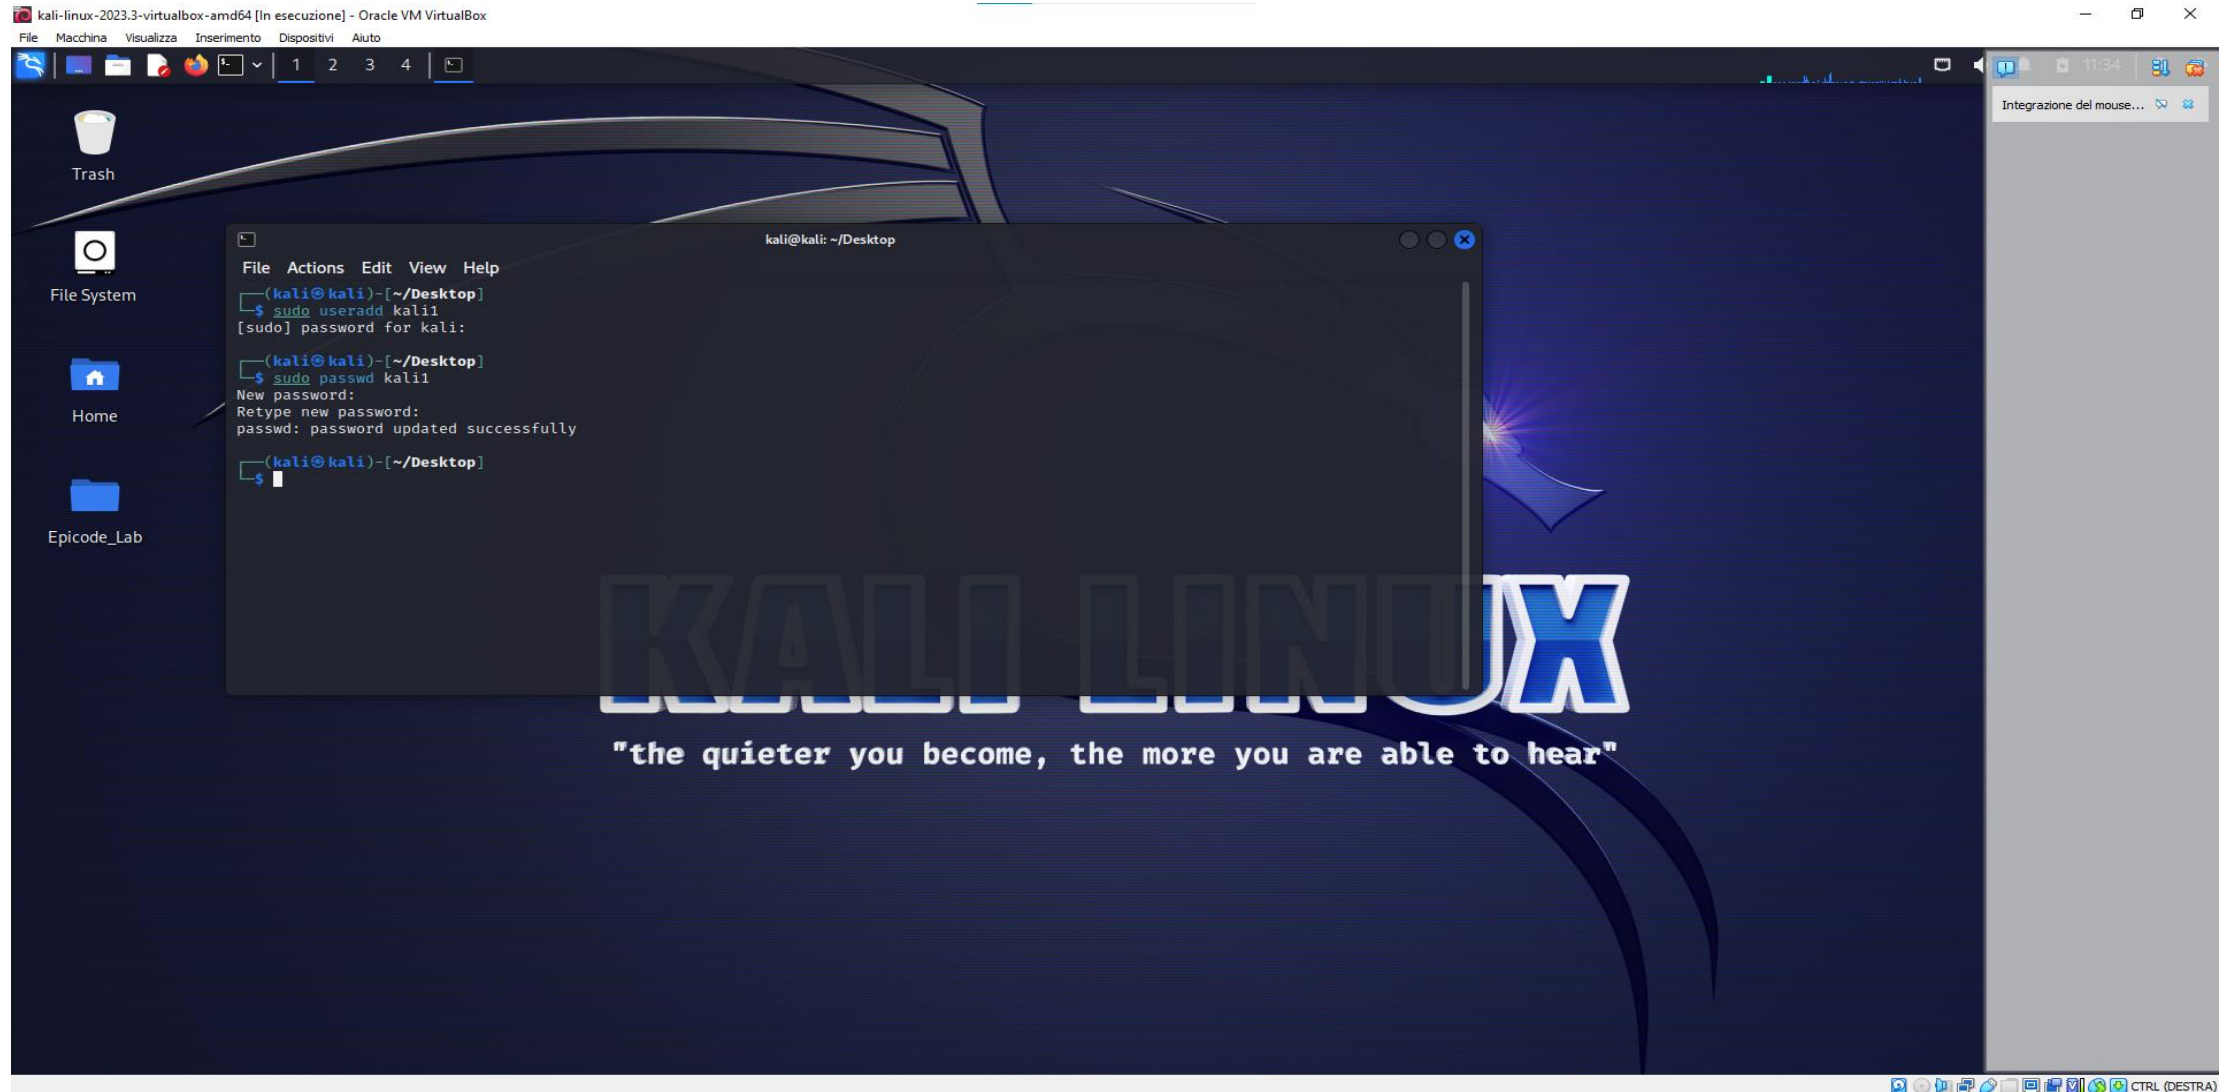 kali-linux-2023.3-virtualbox-amd64 [In esecuzione] - Oracle VM VirtualBox
File Macchina Visualizza Inserimento Dispositivi Aiuto
1 2 3 4
11:34
Integrazione del mouse...
Trash
File System
Home
Epicode_Lab
kali@kali: ~/Desktop
File Actions Edit View Help
┌──(kali㉿kali)-[~/Desktop]
└─$ sudo useradd kali1
[sudo] password for kali:
┌──(kali㉿kali)-[~/Desktop]
└─$ sudo passwd kali1
New password:
Retype new password:
passwd: password updated successfully
┌──(kali㉿kali)-[~/Desktop]
└─$
KALI LINUX
"the quieter you become, the more you are able to hear"
CTRL (DESTRA)